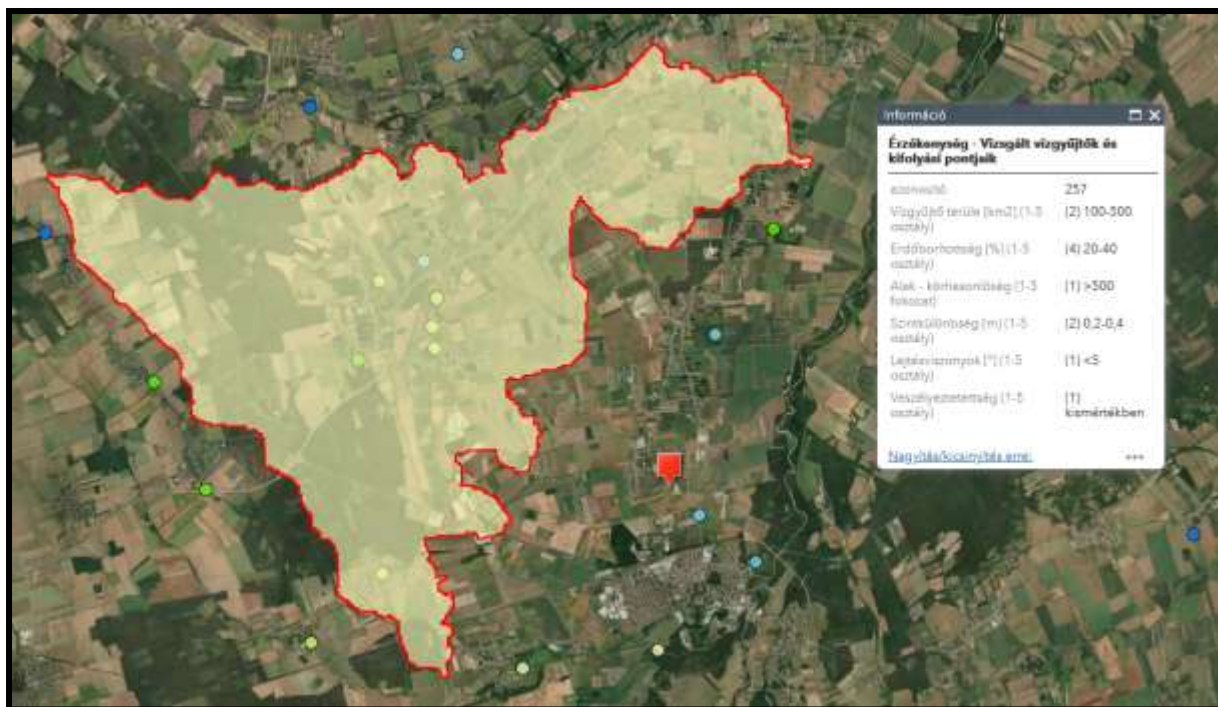 Információ
Érzékenység - Vizsgált vízgyűjtők és
kifolyási pontjaik
azonosító 257
Vízgyűjtő terüle [km2] (1-5 (2) 100-500
osztály)
Erdőborítottság [%] (1-5 (4) 20-40
osztály)
Alak - körhasonlóság (1-3 (1) >500
fokozat)
Szintkülönbség (m) (1-5 (2) 0,2-0,4
osztály)
Lejtésviszonyok [°] (1-5 (1) <5
osztály)
Veszélyeztetettség (1-5 (1)
osztály) kismértékben
Nagyítás/kicsinyítés erre: